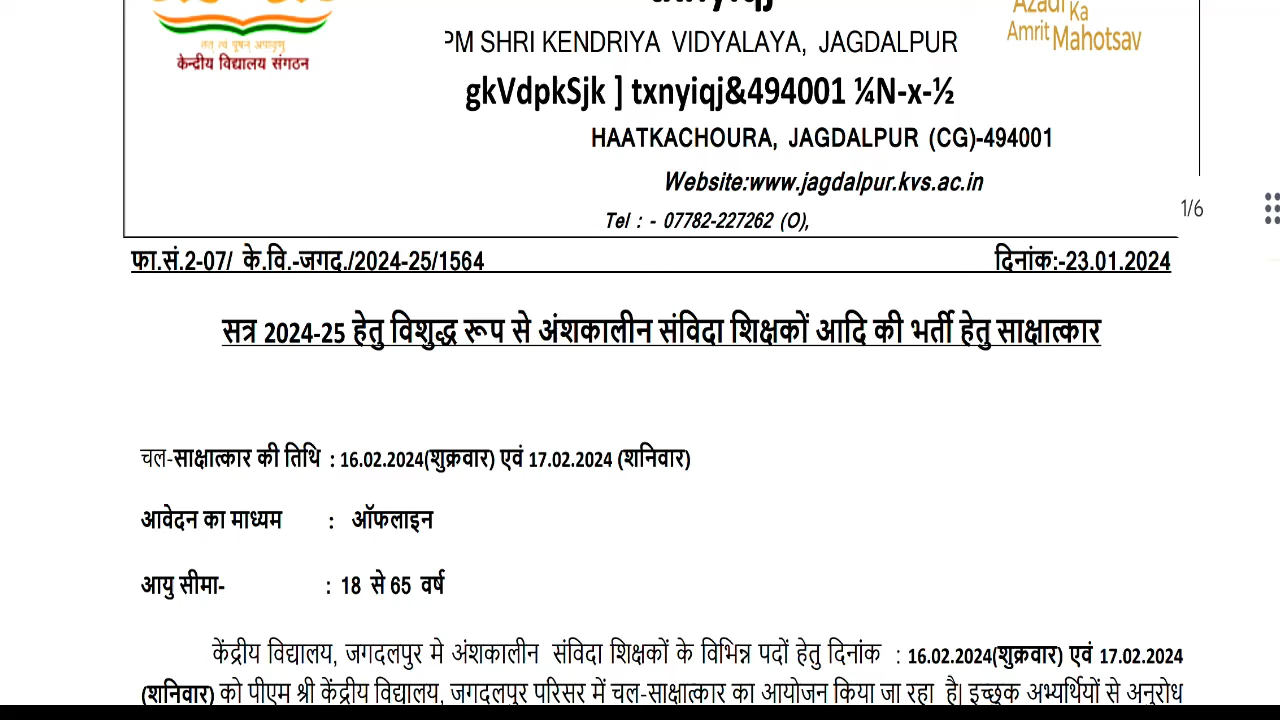 Azadi
Ka
Amrit Mahotsav
केन्द्रीय विद्यालय संगठन
PM SHRI KENDRIYA VIDYALAYA, JAGDALPUR
gkVdpkSjk ] txnyiqj&494001 ¼N-x-½
HAATKACHOURA, JAGDALPUR (CG)-494001
Website:www.jagdalpur.kvs.ac.in
Tel : - 07782-227262 (O),
1/6
फा.सं.2-07/ के.वि.-जगद./2024-25/1564 दिनांक:-23.01.2024
सत्र 2024-25 हेतु विशुद्ध रूप से अंशकालीन संविदा शिक्षकों आदि की भर्ती हेतु साक्षात्कार
चल-साक्षात्कार की तिथि : 16.02.2024(शुक्रवार) एवं 17.02.2024 (शनिवार)
आवेदन का माध्यम : ऑफलाइन
आयु सीमा- : 18 से 65 वर्ष
केंद्रीय विद्यालय, जगदलपुर मे अंशकालीन संविदा शिक्षकों के विभिन्न पदों हेतु दिनांक : 16.02.2024(शुक्रवार) एवं 17.02.2024
(शनिवार) को पीएम श्री केंद्रीय विद्यालय, जगदलपुर परिसर में चल-साक्षात्कार का आयोजन किया जा रहा है| इच्छुक अभ्यर्थियों से अनुरोध